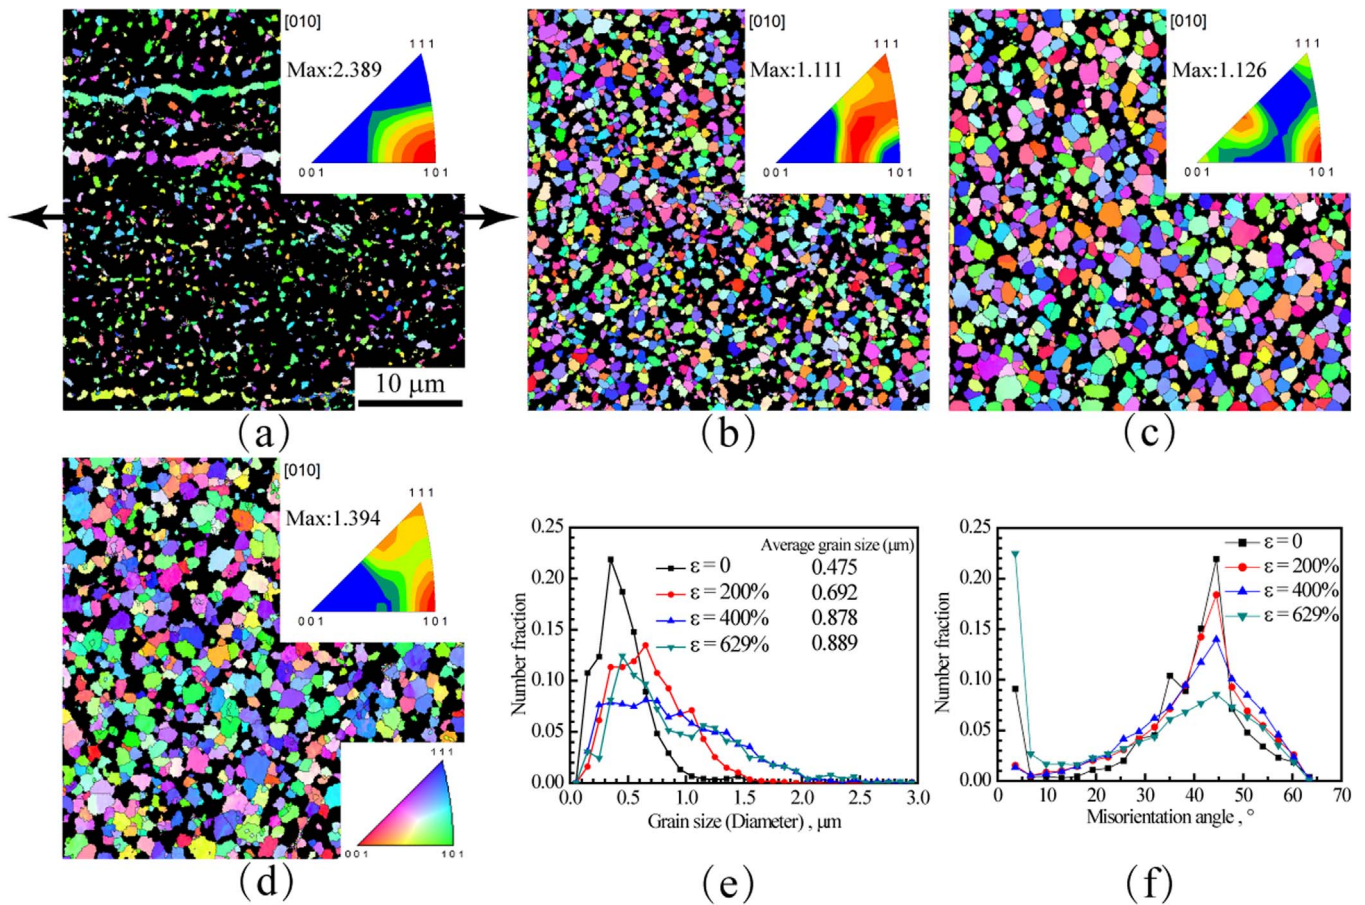 [010]
111
Max:2.389
001
101
10 μm
(a)
[010]
111
Max:1.111
001
101
(b)
[010]
111
Max:1.126
001
101
(c)
[010]
111
Max:1.394
001
101
111
001
101
(d)
0.25
0.20
0.15
0.10
0.05
0.00
Number fraction
Average grain size (μm)
ε = 0 0.475
ε = 200% 0.692
ε = 400% 0.878
ε = 629% 0.889
0.0 0.5 1.0 1.5 2.0 2.5 3.0
Grain size (Diameter) , μm
(e)
0.25
0.20
0.15
0.10
0.05
0.00
Number fraction
ε = 0
ε = 200%
ε = 400%
ε = 629%
0 10 20 30 40 50 60 70
Misorientation angle , °
(f)